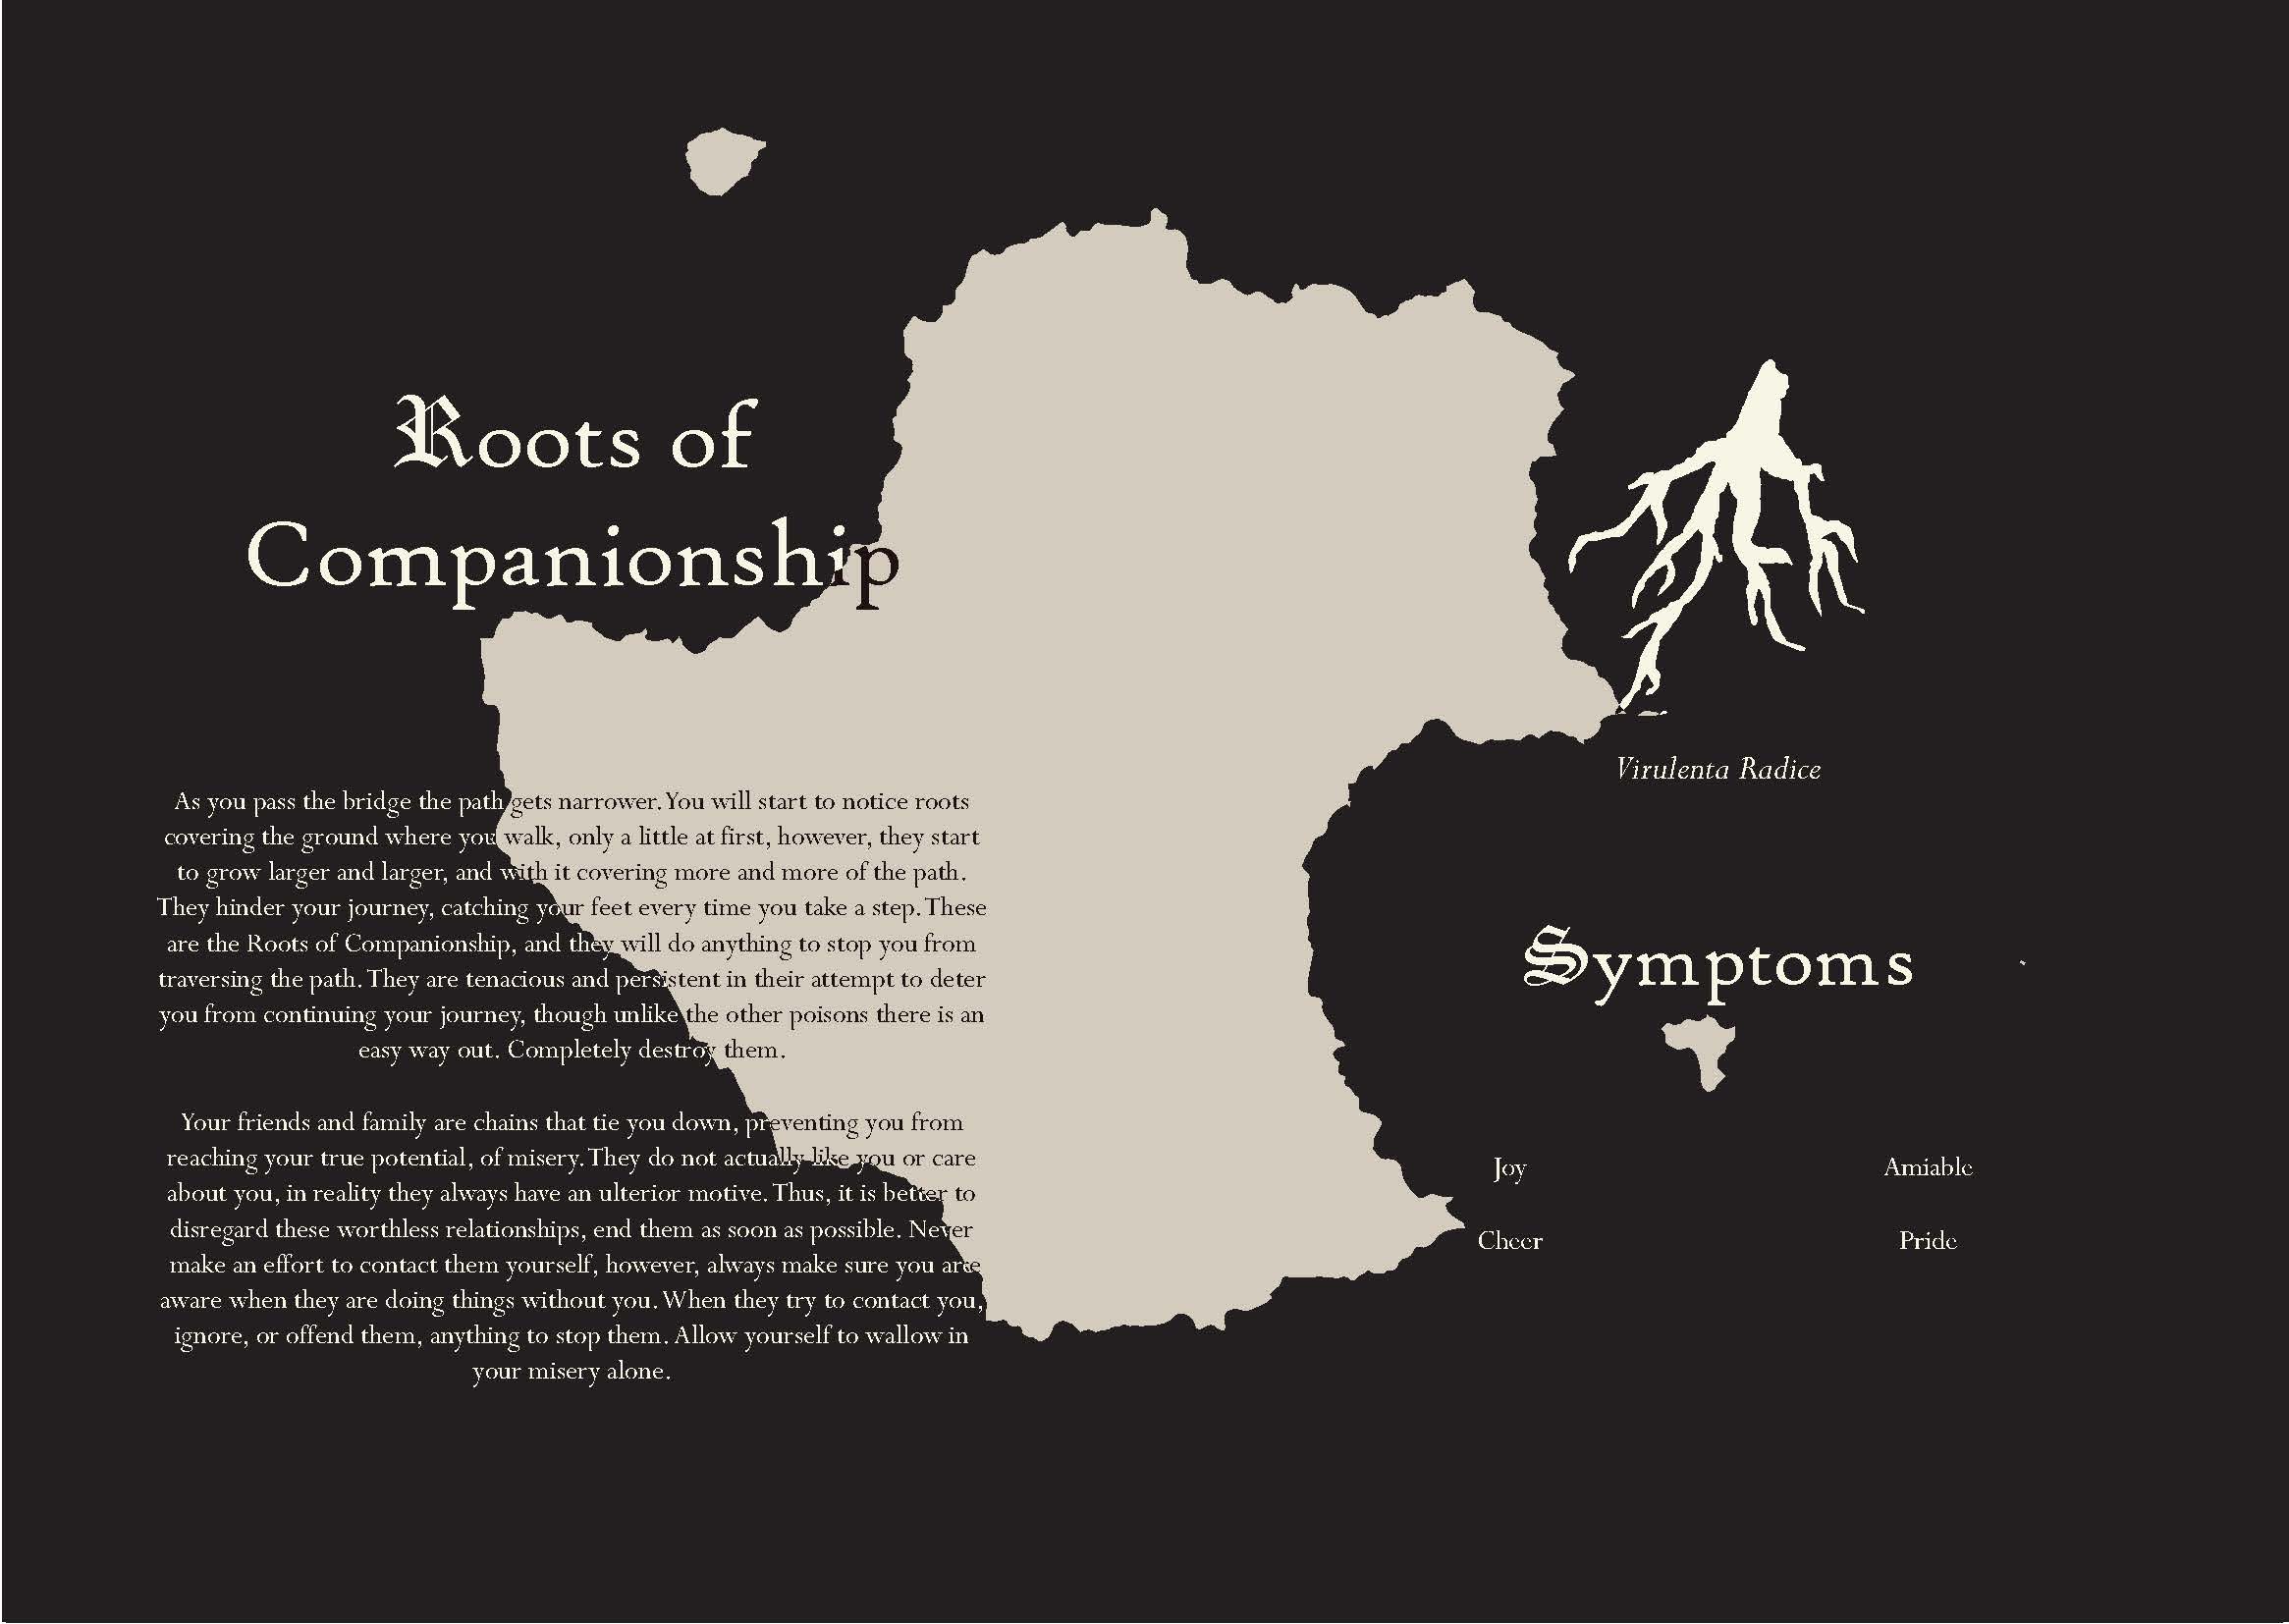 Roots of
Companionship
As you pass the bridge the path gets narrower. You will start to notice roots
covering the ground where you walk, only a little at first, however, they start
to grow larger and larger, and with it covering more and more of the path.
They hinder your journey, catching your feet every time you take a step. These
are the Roots of Companionship, and they will do anything to stop you from
traversing the path. They are tenacious and persistent in their attempt to deter
you from continuing your journey, though unlike the other poisons there is an
easy way out. Completely destroy them.
Your friends and family are chains that tie you down, preventing you from
reaching your true potential, of misery. They do not actually like you or care
about you, in reality they always have an ulterior motive. Thus, it is better to
disregard these worthless relationships, end them as soon as possible. Never
make an effort to contact them yourself, however, always make sure you are
aware when they are doing things without you. When they try to contact you,
ignore, or offend them, anything to stop them. Allow yourself to wallow in
your misery alone.
Virulenta Radice
Symptoms
Joy
Amiable
Cheer
Pride